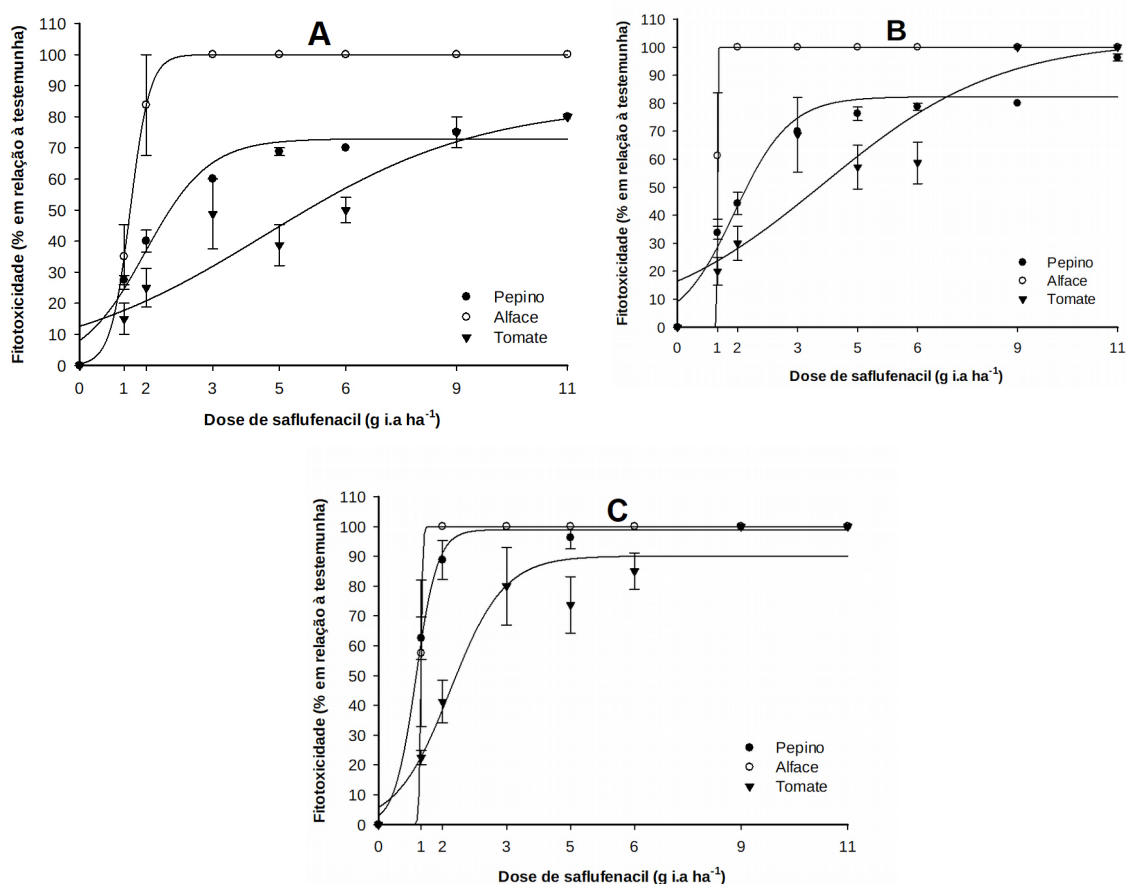 A
Fitotoxicidade (% em relação à testemunha)
110
100
90
80
70
60
50
40
30
20
10
0
Pepino
Alface
Tomate
0 1 2 3 5 6 9 11
Dose de saflufenacil (g i.a ha⁻¹)
B
Fitotoxicidade (% em relação à testemunha)
110
100
90
80
70
60
50
40
30
20
10
0
Pepino
Alface
Tomate
0 1 2 3 5 6 9 11
Dose de saflufenacil (g i.a ha⁻¹)
C
Fitotoxicidade (% em relação à testemunha)
110
100
90
80
70
60
50
40
30
20
10
0
Pepino
Alface
Tomate
0 1 2 3 5 6 9 11
Dose de saflufenacil (g i.a ha⁻¹)